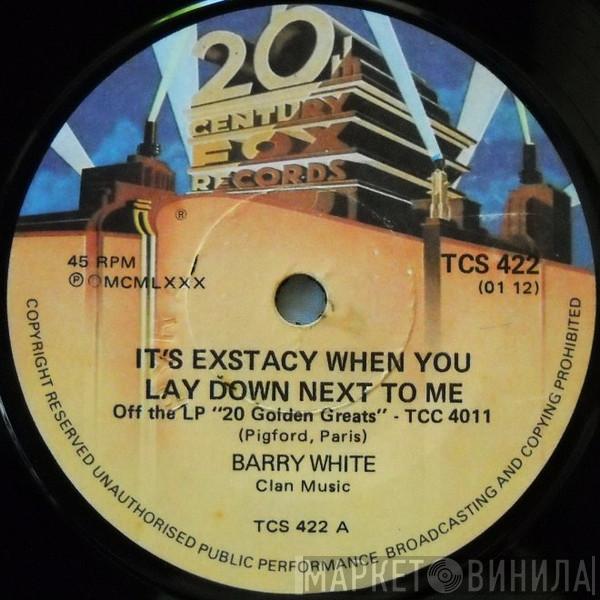 20th
CENTURY
FOX
RECORDS
®
45 RPM
Ⓟ©MCMLXXX
TCS 422
(01 12)
IT'S EXSTACY WHEN YOU
LAY DOWN NEXT TO ME
Off the LP "20 Golden Greats" - TCC 4011
(Pigford, Paris)
BARRY WHITE
Clan Music
TCS 422 A
COPYRIGHT RESERVED UNAUTHORISED PUBLIC PERFORMANCE, BROADCASTING AND COPYING PROHIBITED
МАРКЕТ ВИНИЛА